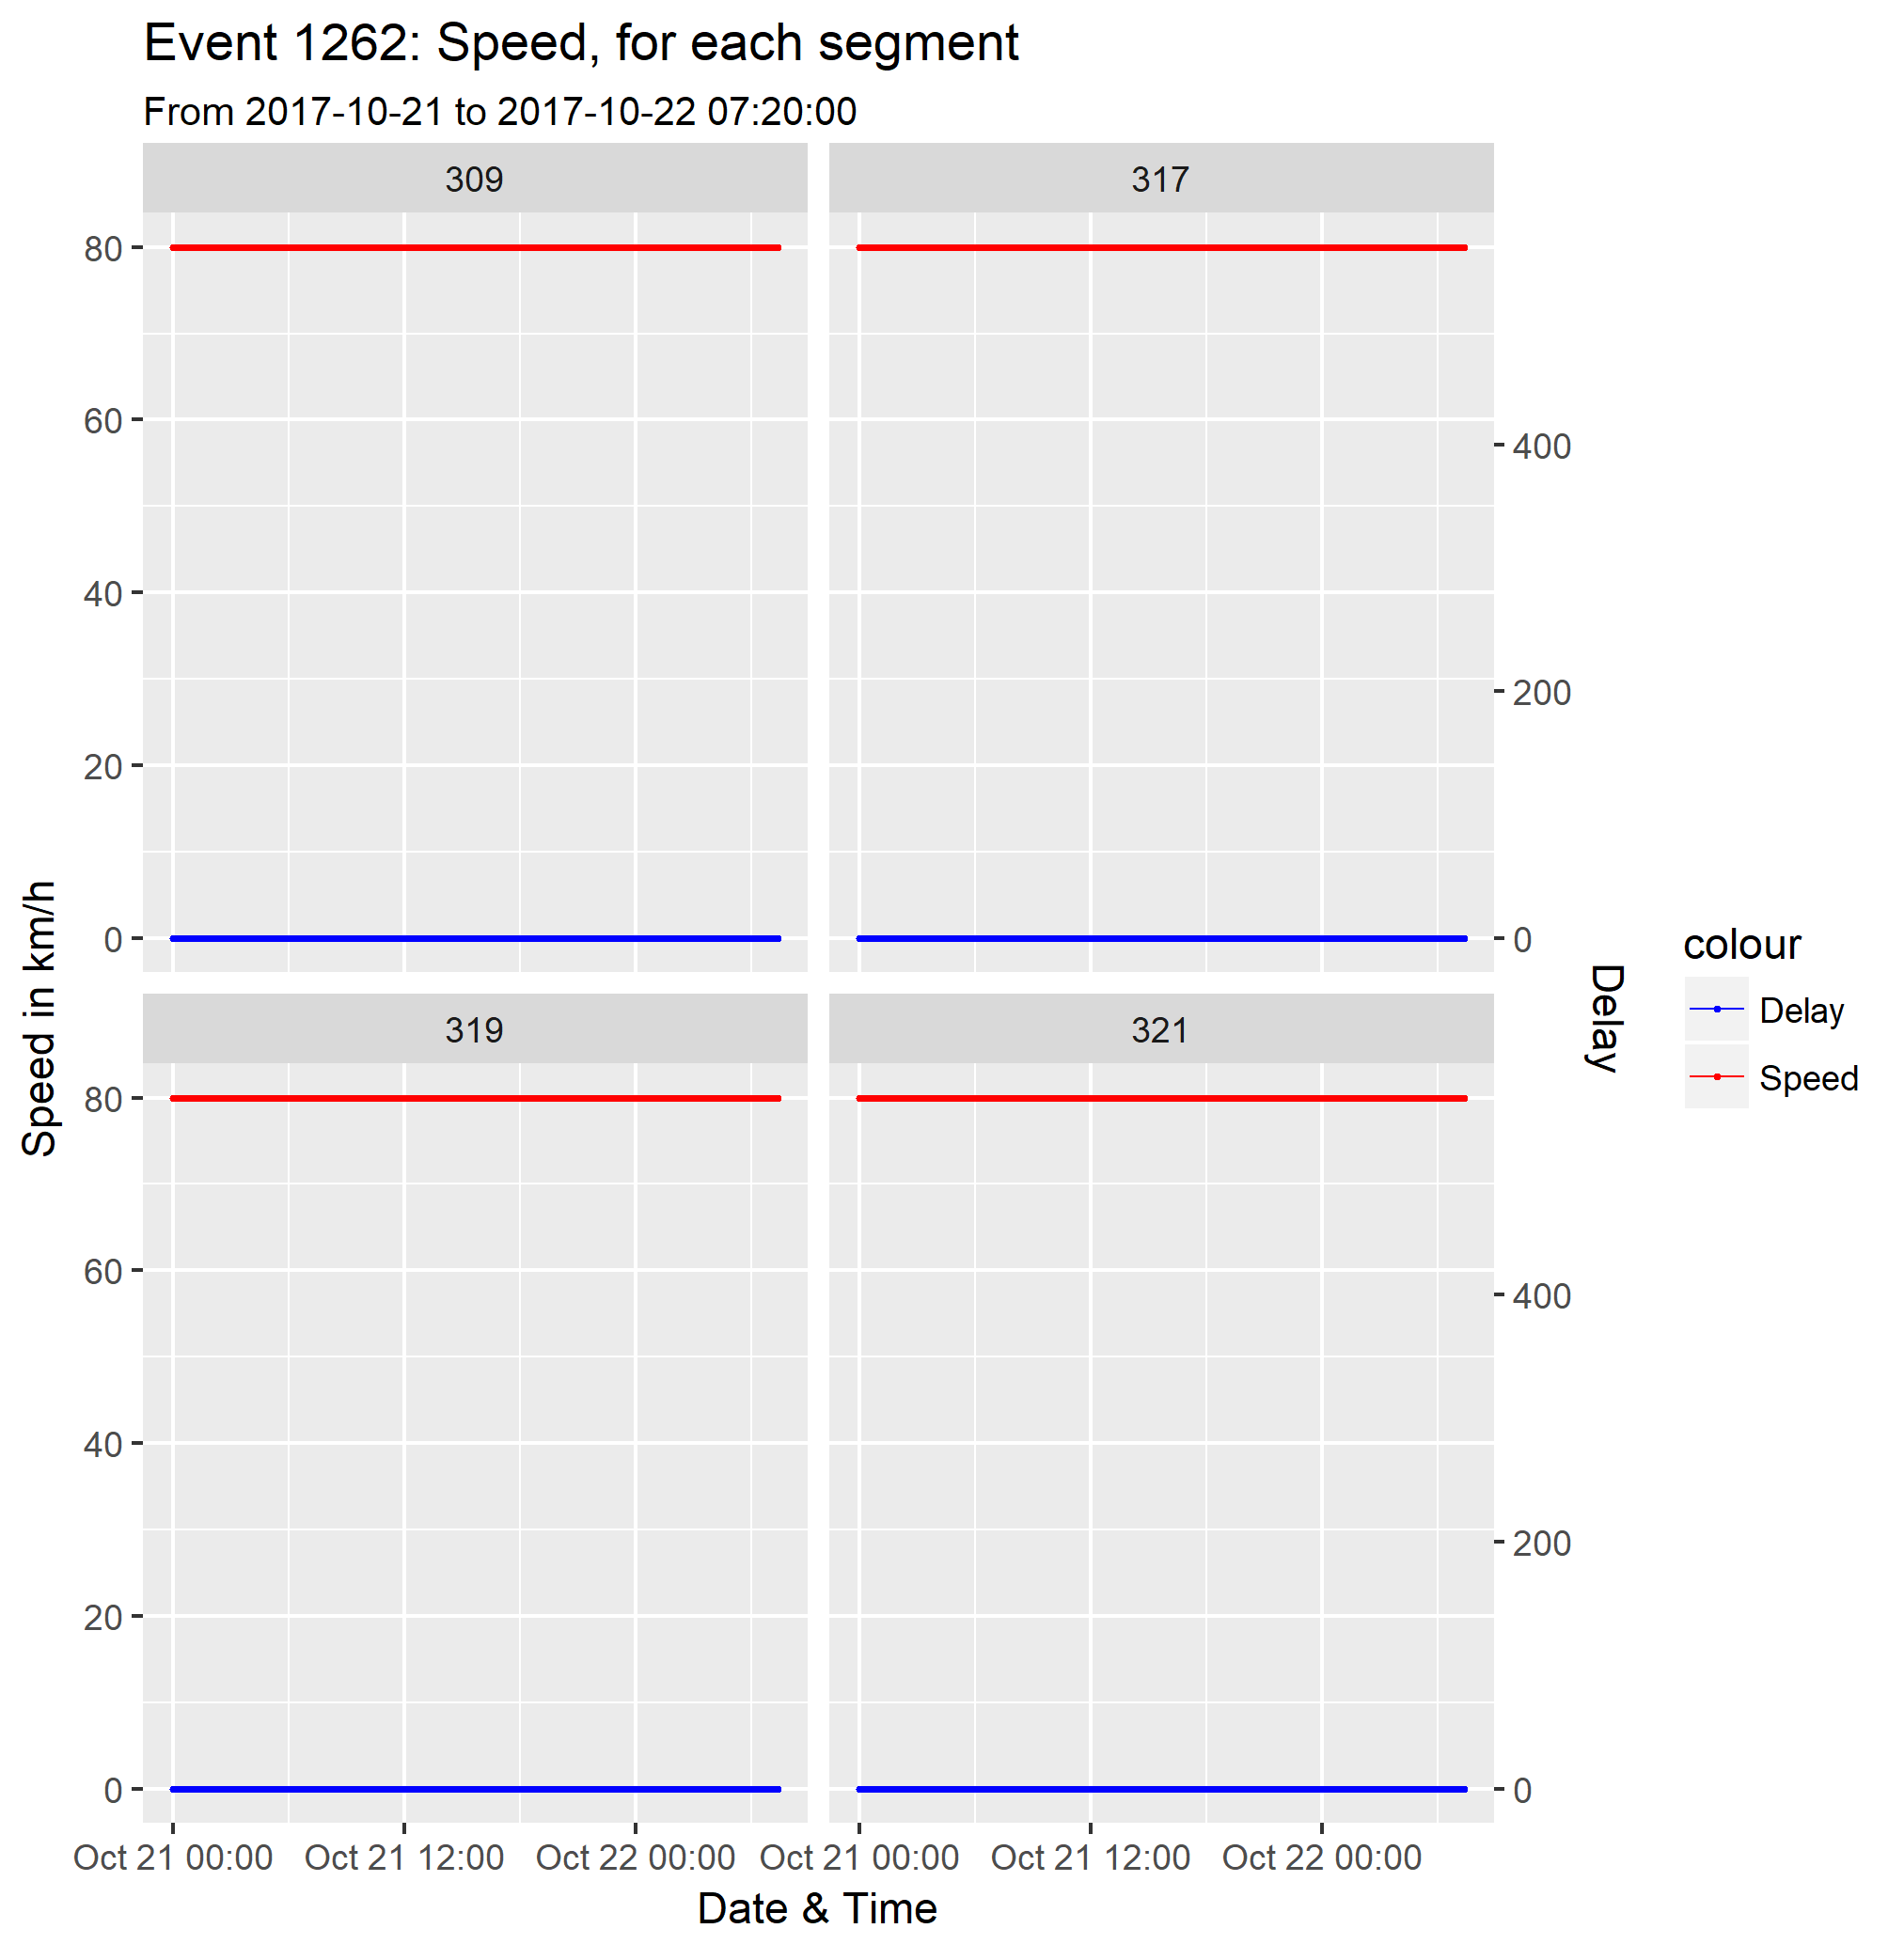 Event 1262: Speed, for each segment
From 2017-10-21 to 2017-10-22 07:20:00
309
317
80
60
40
20
0
400
200
0
319
321
80
60
40
20
0
400
200
0
Oct 21 00:00
Oct 21 12:00
Oct 22 00:00
Oct 21 00:00
Oct 21 12:00
Oct 22 00:00
Date & Time
Speed in km/h
Delay
colour
Delay
Speed